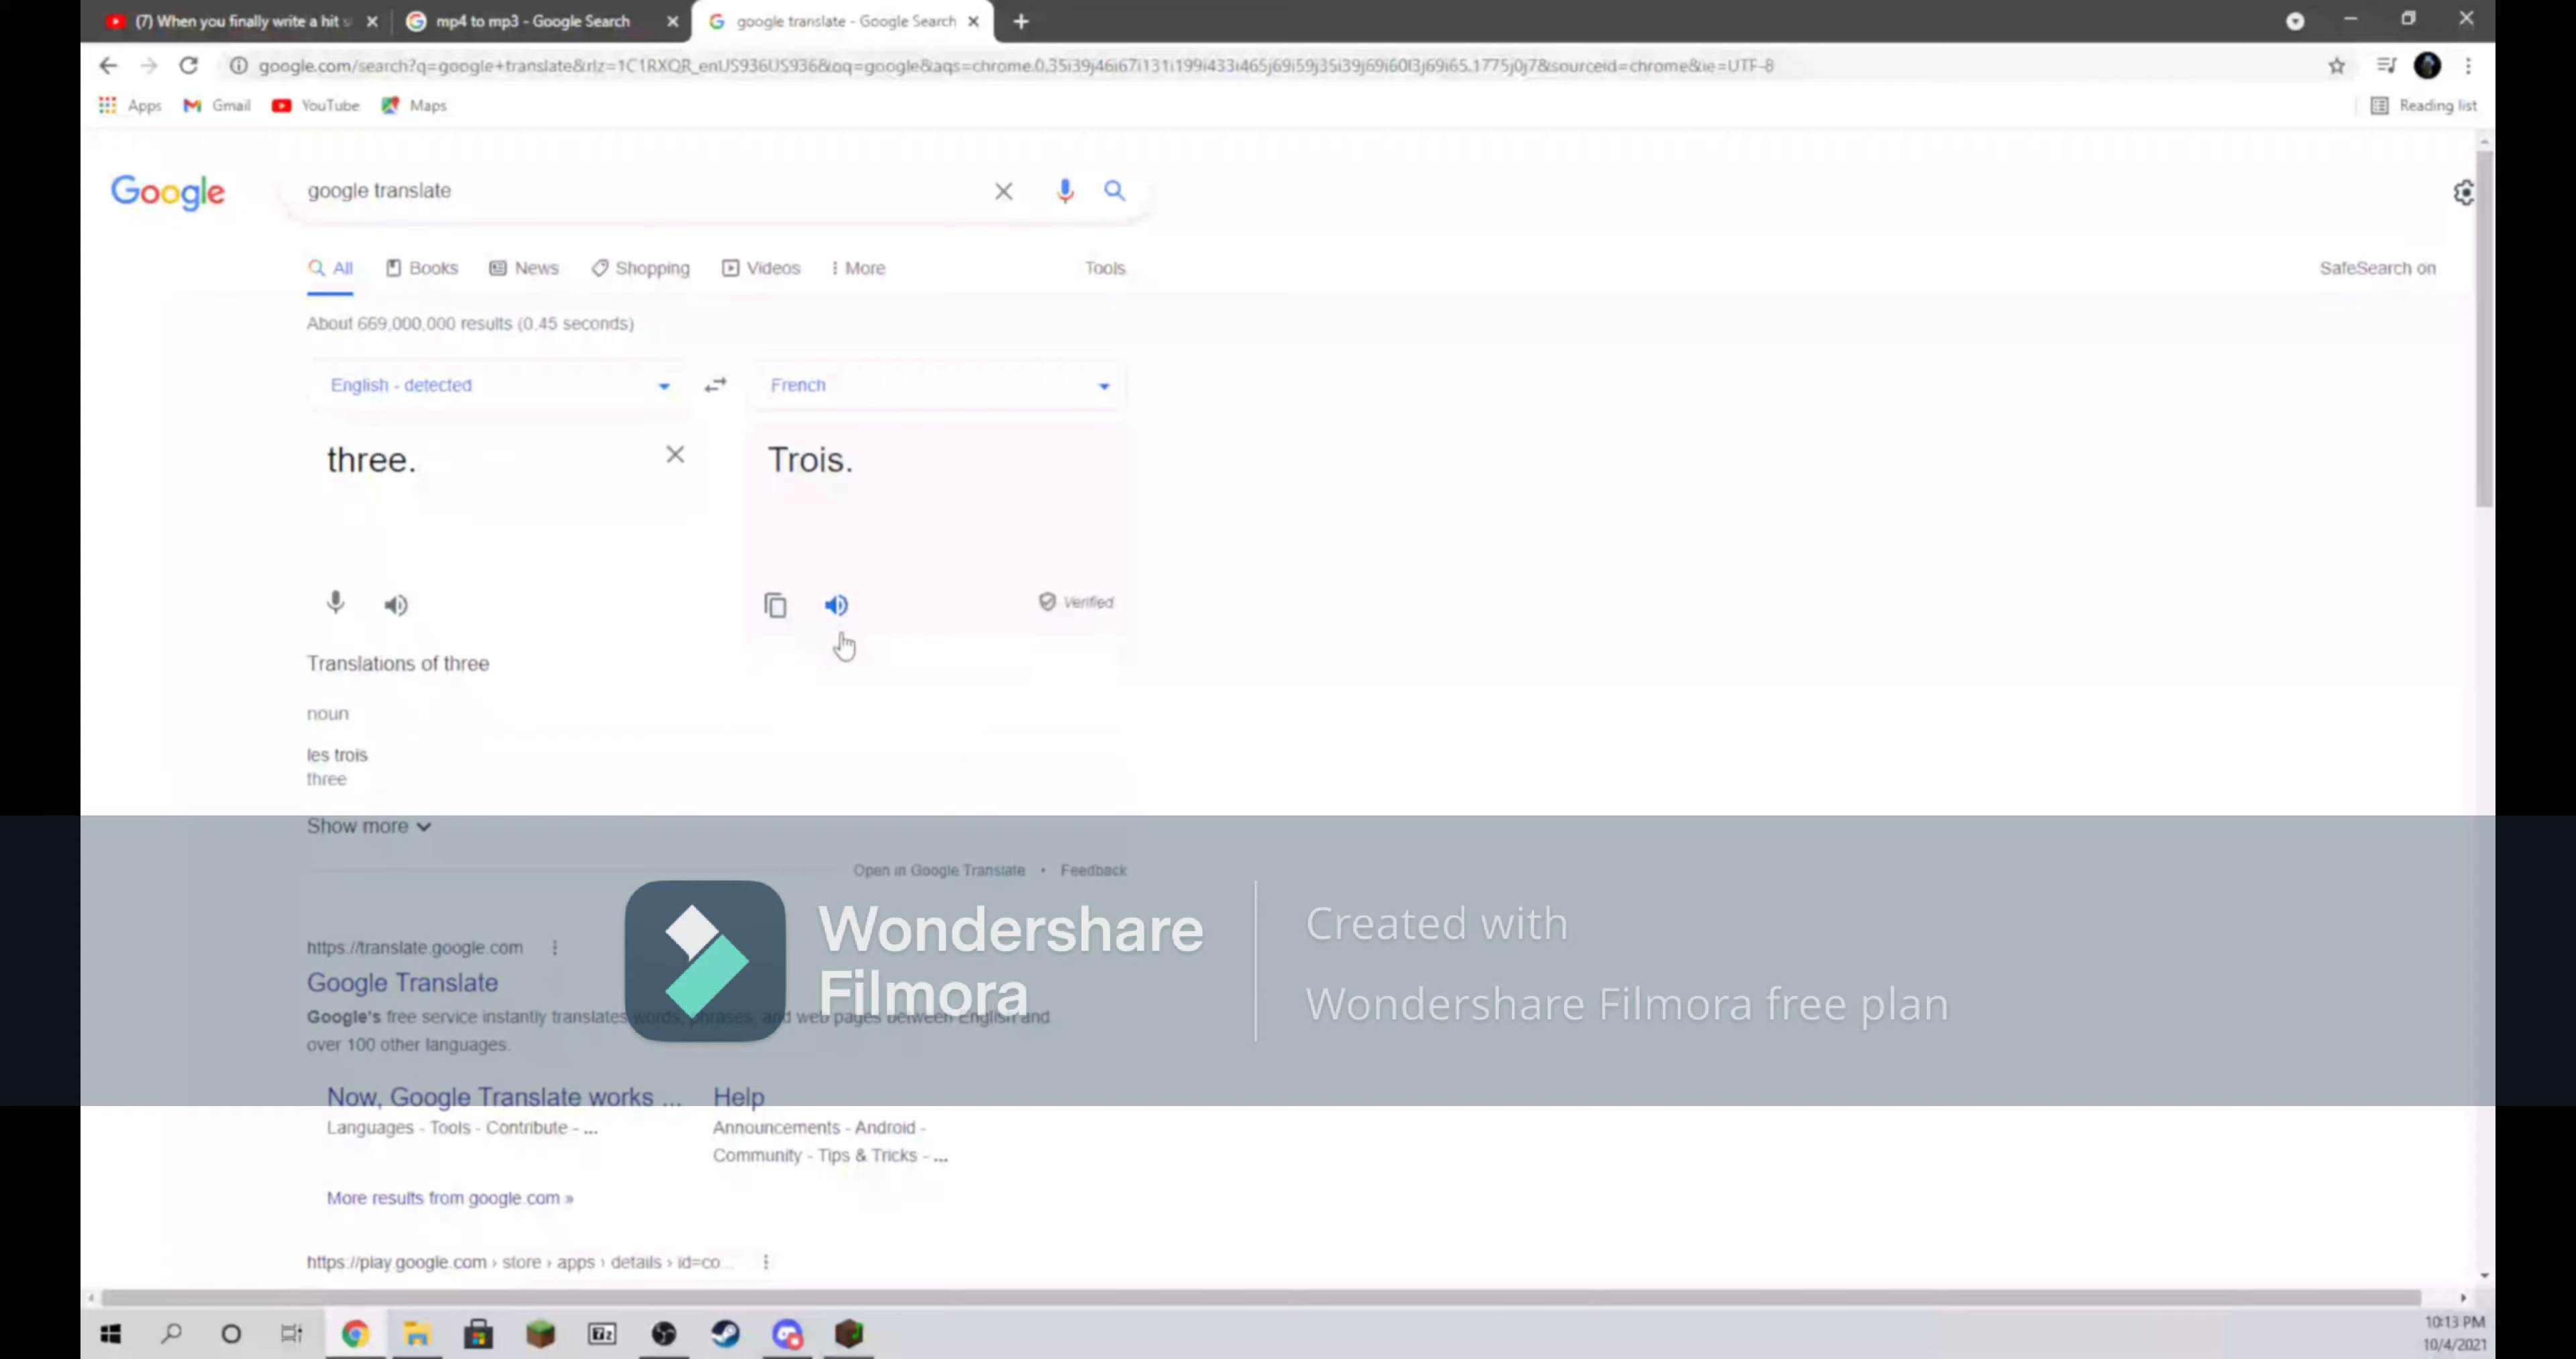 (7) When you finally write a hit s
mp4 to mp3 - Google Search
google translate - Google Search
google.com/search?q=google+translate&rlz=1C1RXQR_enUS936US936&oq=google&aqs=chrome.0.35i39j46i67i131i199i433i465j69i59j35i39j69i60l3j69i65.1775j0j7&sourceid=chrome&ie=UTF-8
Apps Gmail YouTube Maps Reading list
Google google translate
All Books News Shopping Videos More Tools SafeSearch on
About 669,000,000 results (0.45 seconds)
English - detected French
three. Trois.
Verified
Translations of three
noun
les trois
three
Show more
Open in Google Translate • Feedback
Wondershare
Filmora
Created with
Wondershare Filmora free plan
https://translate.google.com
Google Translate
Google's free service instantly translates words, phrases, and web pages between English and
over 100 other languages.
Now, Google Translate works ... Help
Languages - Tools - Contribute - ... Announcements - Android -
Community - Tips & Tricks - ...
More results from google.com »
https://play.google.com › store › apps › details › id=co...
10:13 PM
10/4/2021